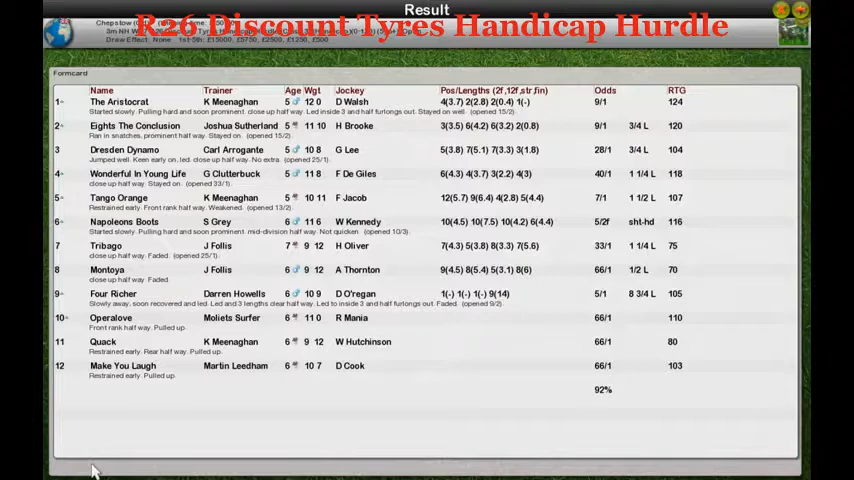 Result
R26 Discount Tyres Handicap Hurdle
Chepstow
3m NH
Draw Effect: None 1st-5th: £15000, £5750, £2500, £1250, £500
Formcard
Name Trainer Age Wgt Jockey Pos/Lengths (2f,12f,str,fin) Odds RTG
1 The Aristocrat K Meenaghan 5 12 0 D Walsh 4(3.7) 2(2.8) 2(0.4) 1(-) 9/1 124
Started slowly. Pulling hard and soon prominent. close up half way. Led inside 3 and half furlongs out. Stayed on well. (opened 15/2)
2 Eights The Conclusion Joshua Sutherland 5 11 10 H Brooke 3(3.5) 6(4.2) 6(3.2) 2(0.8) 9/1 3/4 L 120
Ran in snatches, prominent half way. Stayed on. (opened 15/2)
3 Dresden Dynamo Carl Arrogante 5 10 8 G Lee 5(3.8) 7(5.1) 7(3.3) 3(1.8) 28/1 3/4 L 104
Jumped well. Keen early on, led. close up half way. No extra. (opened 25/1)
4 Wonderful In Young Life G Clutterbuck 5 11 8 F De Giles 6(4.3) 4(3.7) 3(2.2) 4(3) 40/1 1 1/4 L 118
close up half way. Stayed on. (opened 33/1)
5 Tango Orange K Meenaghan 5 10 11 F Jacob 12(5.7) 9(6.4) 4(2.8) 5(4.4) 7/1 1 1/2 L 107
Restrained early. Front rank half way. Weakened. (opened 13/2)
6 Napoleons Boots S Grey 6 11 6 W Kennedy 10(4.5) 10(7.5) 10(4.2) 6(4.4) 5/2f sht-hd 116
Started slowly. Pulling hard and soon prominent. mid-division half way. Not quicken. (opened 10/3)
7 Tribago J Follis 7 9 12 H Oliver 7(4.3) 5(3.8) 8(3.3) 7(5.6) 33/1 1 1/4 L 75
close up half way. Faded. (opened 25/1)
8 Montoya J Follis 6 9 12 A Thornton 9(4.5) 8(5.4) 5(3.1) 8(6) 66/1 1/2 L 70
close up half way. Faded.
9 Four Richer Darren Howells 6 10 9 D O'regan 1(-) 1(-) 1(-) 9(14) 5/1 8 3/4 L 105
Slowly away, soon recovered and led. Led and 3 lengths clear half way. Led to inside 3 and half furlongs out. Faded. (opened 9/2)
10 Operalove Moliets Surfer 6 11 0 R Mania 66/1 110
Front rank half way. Pulled up.
11 Quack K Meenaghan 6 9 12 W Hutchinson 66/1 80
Restrained early. Rear half way. Pulled up.
12 Make You Laugh Martin Leedham 6 10 7 D Cook 66/1 103
Restrained early. Pulled up.
92%